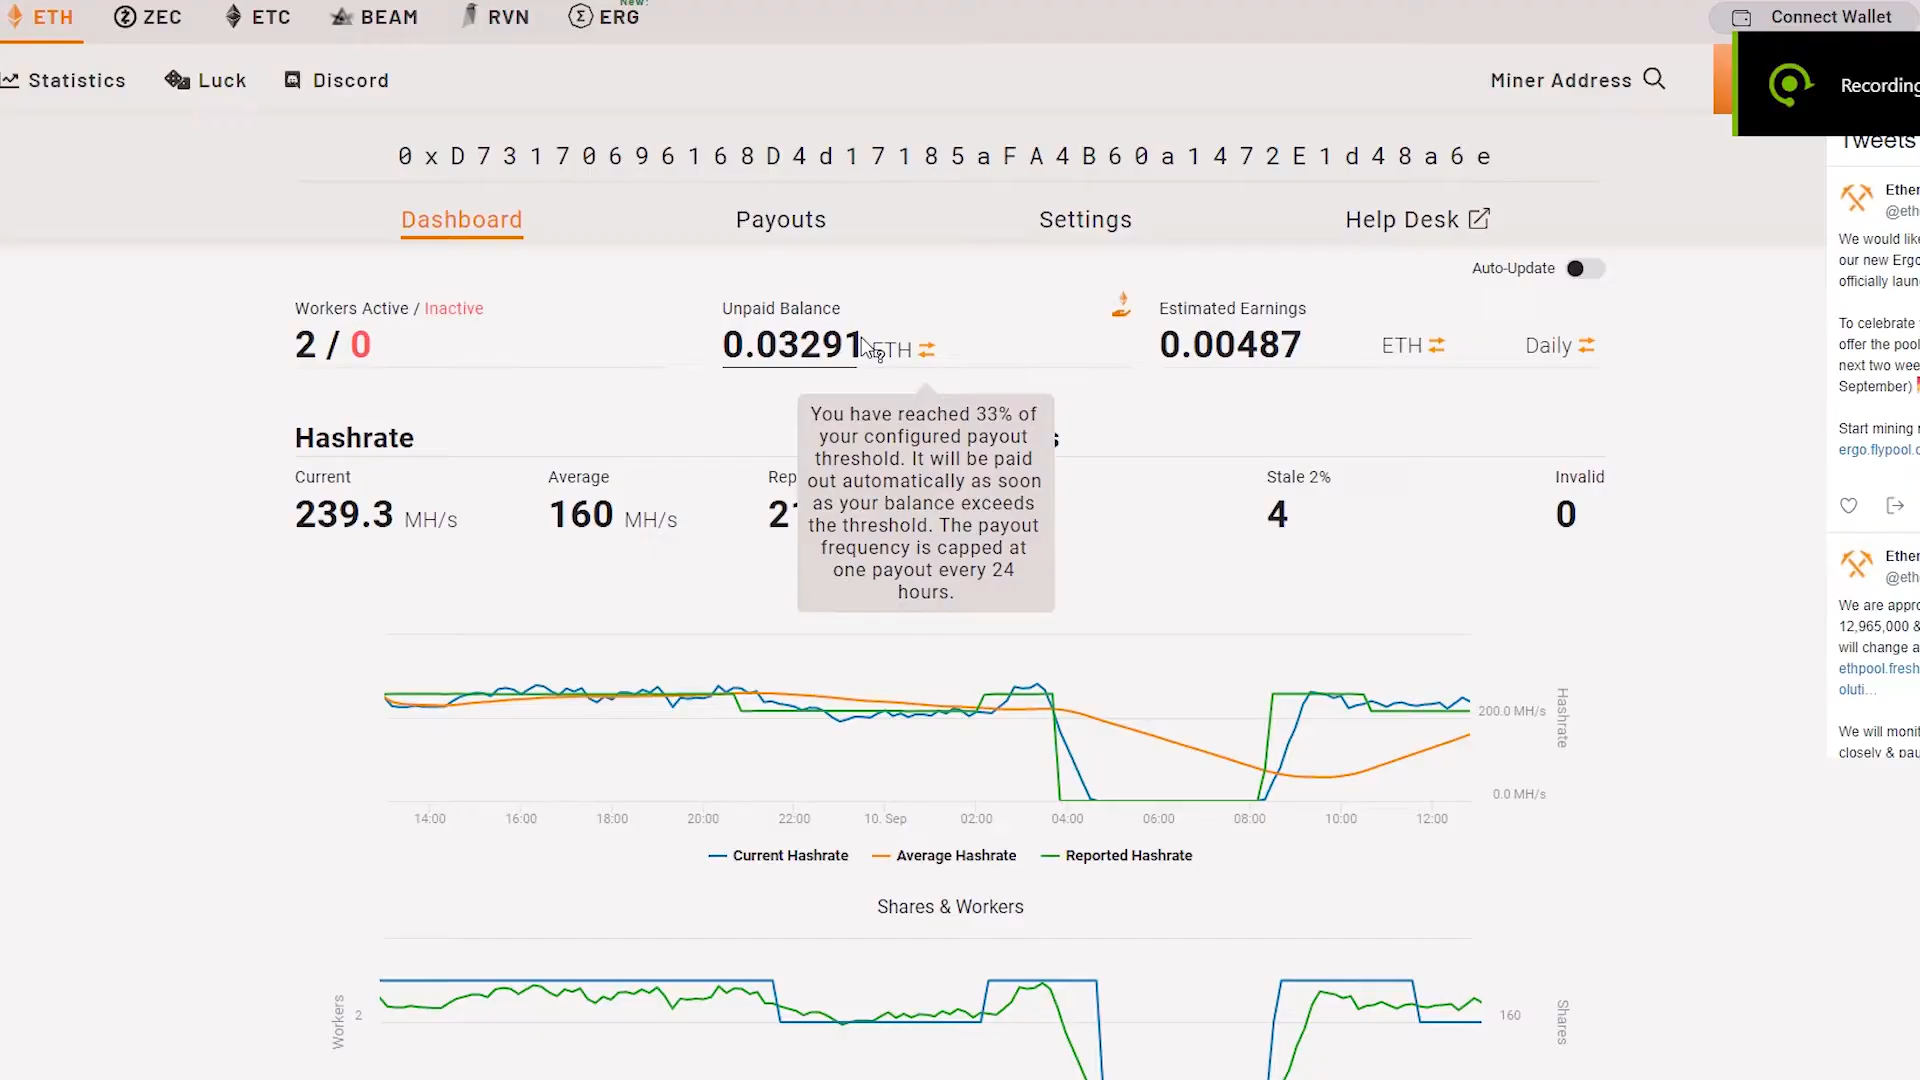 ETH ZEC ETC BEAM RVN ERG New! Connect Wallet
Statistics Luck Discord Miner Address Recording
0xD73170696168D4d17185aFA4B60a1472E1d48a6e
Tweets
Dashboard Payouts Settings Help Desk
Auto-Update
Workers Active / Inactive Unpaid Balance Estimated Earnings
2 / 0 0.03291 ETH 0.00487 ETH Daily
You have reached 33% of
your configured payout
threshold. It will be paid
out automatically as soon
as your balance exceeds
the threshold. The payout
frequency is capped at
one payout every 24
hours.
Hashrate
Current Average Stale 2% Invalid
239.3 MH/s 160 MH/s 4 0
200.0 MH/s
0.0 MH/s
Hashrate
14:00 16:00 18:00 20:00 22:00 10. Sep 02:00 04:00 06:00 08:00 10:00 12:00
Current Hashrate Average Hashrate Reported Hashrate
Shares & Workers
Workers 2 160 Shares
@eth
We would like
our new Ergo
officially
To celebrate
offer the pool
next two
September)
Start mining
ergo.flypool.
@eth
We are
12,965,000 &
will change a
ethpool.fresh
oluti...
We will
closely &